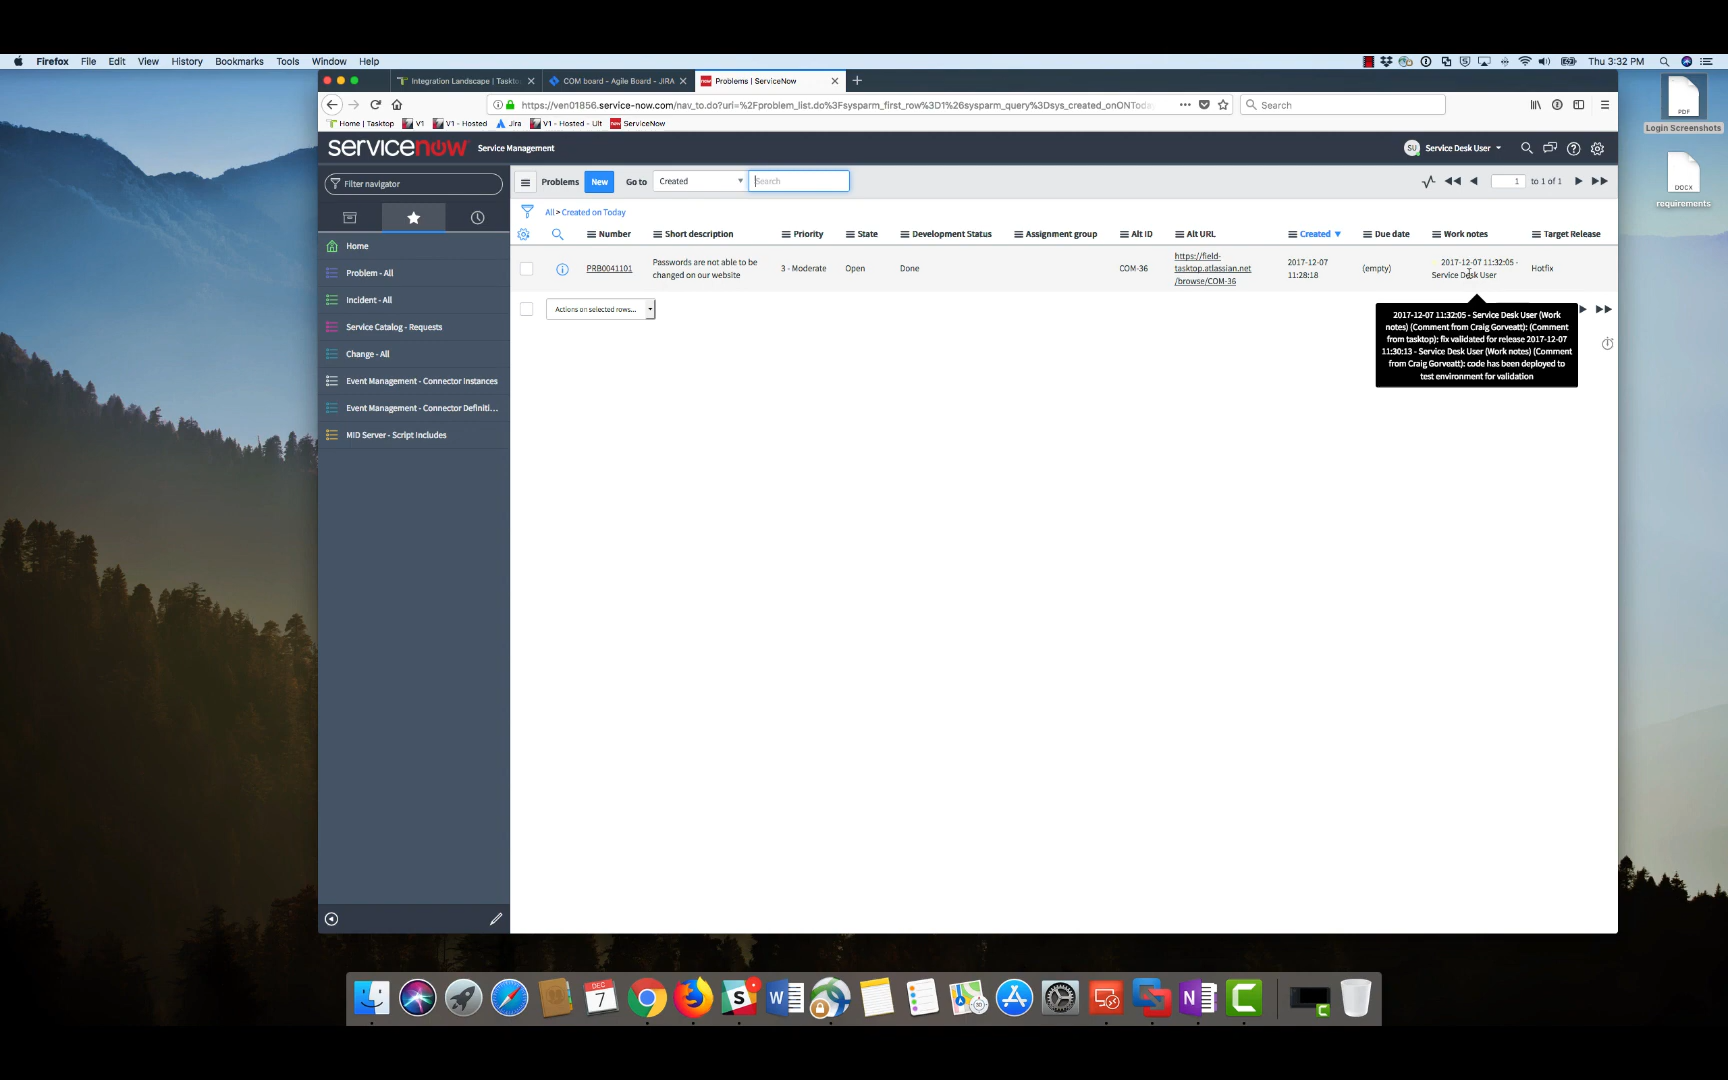 Firefox File Edit View History Bookmarks Tools Window Help
Thu 3:32 PM
Integration Landscape | Taskto
COM board - Agile Board - JIRA
Problems | ServiceNow
https://ven01856.service-now.com/nav_to.do?uri=%2Fproblem_list.do%3Fsysparm_first_row%3D1%26sysparm_query%3Dsys_created_onONToda
Search
Home | Tasktop
V1
V1 - Hosted
Jira
V1 - Hosted - Ult
ServiceNow
servicenow Service Management
SU Service Desk User
Filter navigator
Problems New Go to Created Search
1 to 1 of 1
All > Created on Today
Number Short description Priority State Development Status Assignment group Alt ID Alt URL Created Due date Work notes Target Release
PRB0041101
Passwords are not able to be
changed on our website
3 - Moderate
Open
Done
COM-36
https://field-
tasktop.atlassian.net
/browse/COM-36
2017-12-07
11:28:18
(empty)
2017-12-07 11:32:05 -
Service Desk User
Hotfix
Actions on selected rows...
2017-12-07 11:32:05 - Service Desk User (Work
notes) (Comment from Craig Gorveatt): (Comment
from tasktop): fix validated for release 2017-12-07
11:30:13 - Service Desk User (Work notes) (Comment
from Craig Gorveatt): code has been deployed to
test environment for validation
Home
Problem - All
Incident - All
Service Catalog - Requests
Change - All
Event Management - Connector Instances
Event Management - Connector Definiti...
MID Server - Script Includes
PDF
Login Screenshots
DOCX
requirements
DEC
7